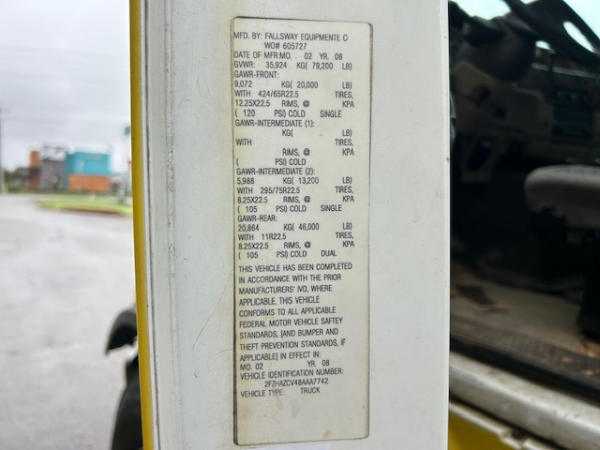 MFD. BY: FALLSWAY EQUIPMENTE O
WO# 605727
DATE OF MFR:MO. 02 YR. 08
GVWR: 35,924 KG( 79,200 LB)
GAWR-FRONT:
9,072 KG( 20,000 LB)
WITH 424/65R22.5 TIRES,
12.25X22.5 RIMS, @ KPA
( 120 PSI) COLD SINGLE
GAWR-INTERMEDIATE (1):
KG( LB)
WITH TIRES,
RIMS, @ KPA
( PSI) COLD
GAWR-INTERMEDIATE (2):
5,988 KG( 13,200 LB)
WITH 295/75R22.5 TIRES,
8.25X22.5 RIMS, @ KPA
( 105 PSI) COLD SINGLE
GAWR-REAR:
20,864 KG( 46,000 LB)
WITH 11R22.5 TIRES,
8.25X22.5 RIMS, @ KPA
( 105 PSI) COLD DUAL
THIS VEHICLE HAS BEEN COMPLETED
IN ACCORDANCE WITH THE PRIOR
MANUFACTURERS' IVD, WHERE
APPLICABLE. THIS VEHICLE
CONFORMS TO ALL APPLICABLE
FEDERAL MOTOR VEHICLE SAFTEY
STANDARDS, [AND BUMPER AND
THEFT PREVENTION STANDARDS, IF
APPLICABLE] IN EFFECT IN:
MO. 02 YR. 08
VEHICLE IDENTIFICATION NUMBER:
2FZHAZCV48AAA7742
VEHICLE TYPE: TRUCK